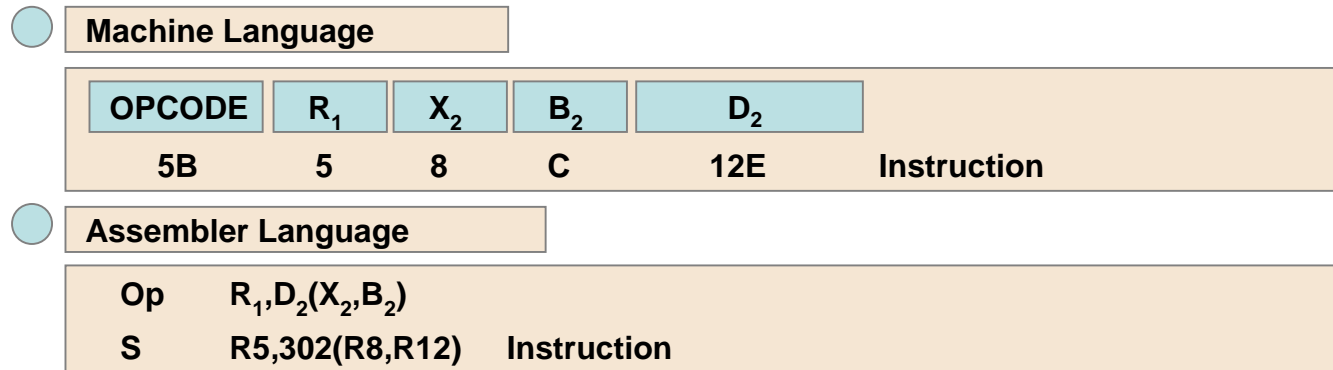 Machine Language
OPCODE R₁ X₂ B₂ D₂
5B 5 8 C 12E Instruction
Assembler Language
Op R₁,D₂(X₂,B₂)
S R5,302(R8,R12) Instruction